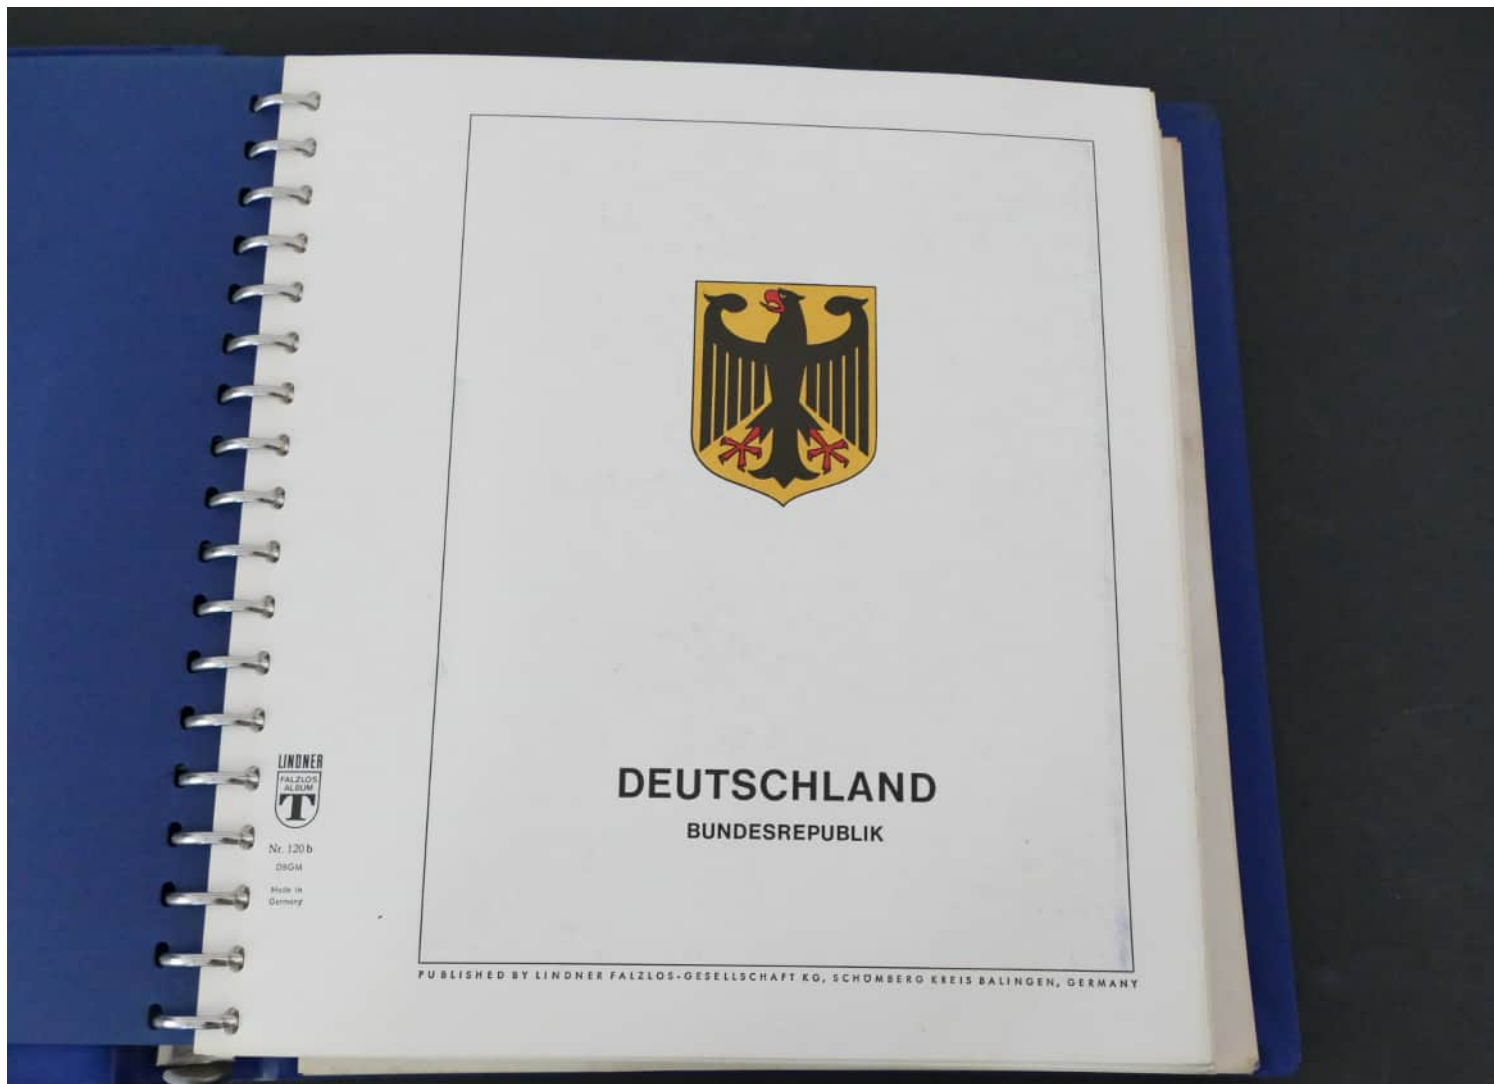 DEUTSCHLAND
BUNDESREPUBLIK
LINDNER
FALZLOS
ALBUM
T
Nr. 120 b
DBGM
Made in
Germany
PUBLISHED BY LINDNER FALZLOS-GESELLSCHAFT KG, SCHÖMBERG KREIS BALINGEN, GERMANY